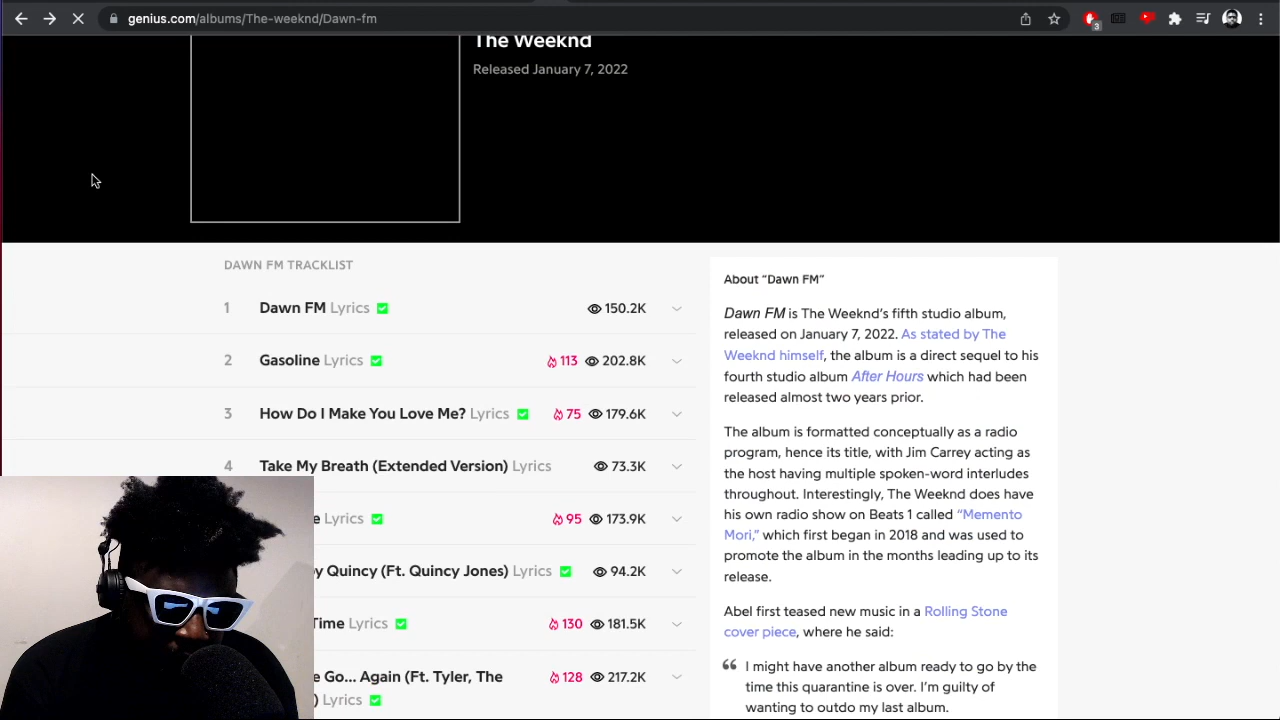 genius.com/albums/The-weeknd/Dawn-fm
3
The Weeknd
Released January 7, 2022
DAWN FM TRACKLIST
1 Dawn FM Lyrics 150.2K
2 Gasoline Lyrics 113 202.8K
3 How Do I Make You Love Me? Lyrics 75 179.6K
4 Take My Breath (Extended Version) Lyrics 73.3K
e Lyrics 95 173.9K
y Quincy (Ft. Quincy Jones) Lyrics 94.2K
Time Lyrics 130 181.5K
e Go... Again (Ft. Tyler, The 128 217.2K
) Lyrics
About “Dawn FM”
Dawn FM is The Weeknd’s fifth studio album,
released on January 7, 2022. As stated by The
Weeknd himself, the album is a direct sequel to his
fourth studio album After Hours which had been
released almost two years prior.
The album is formatted conceptually as a radio
program, hence its title, with Jim Carrey acting as
the host having multiple spoken-word interludes
throughout. Interestingly, The Weeknd does have
his own radio show on Beats 1 called “Memento
Mori,” which first began in 2018 and was used to
promote the album in the months leading up to its
release.
Abel first teased new music in a Rolling Stone
cover piece, where he said:
“ I might have another album ready to go by the
time this quarantine is over. I’m guilty of
wanting to outdo my last album.